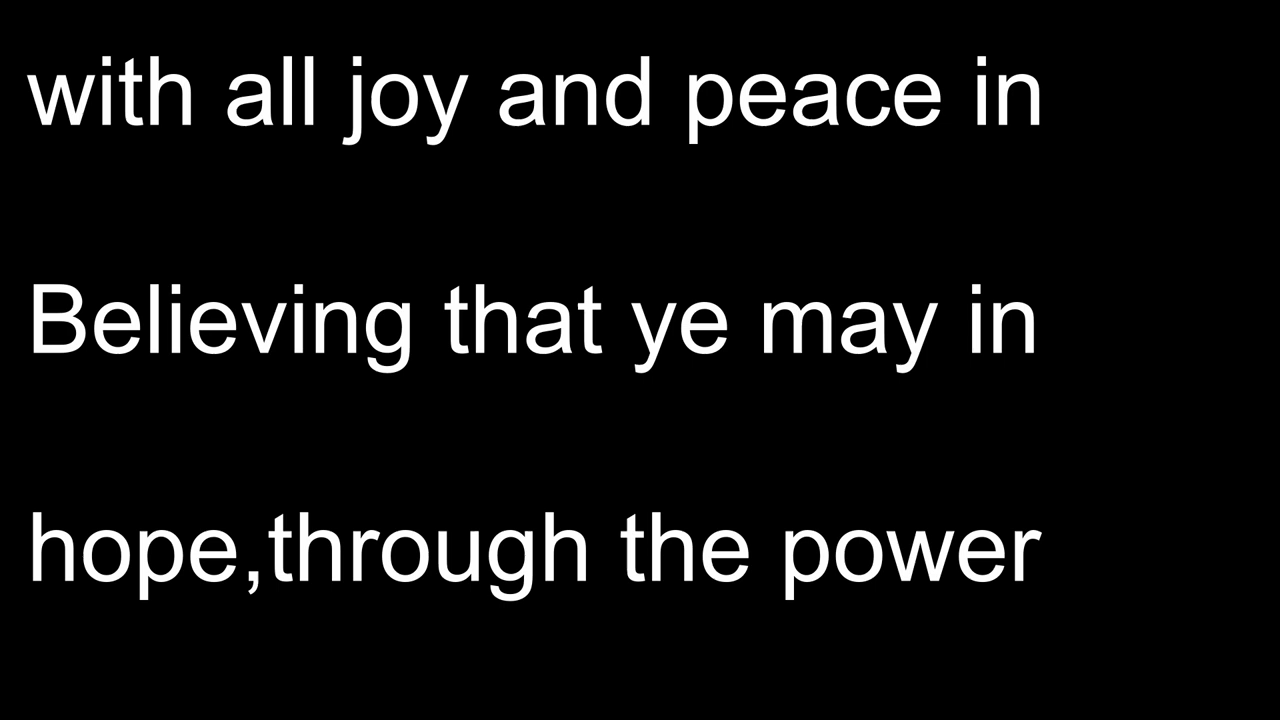 with all joy and peace in
Believing that ye may in
hope,through the power